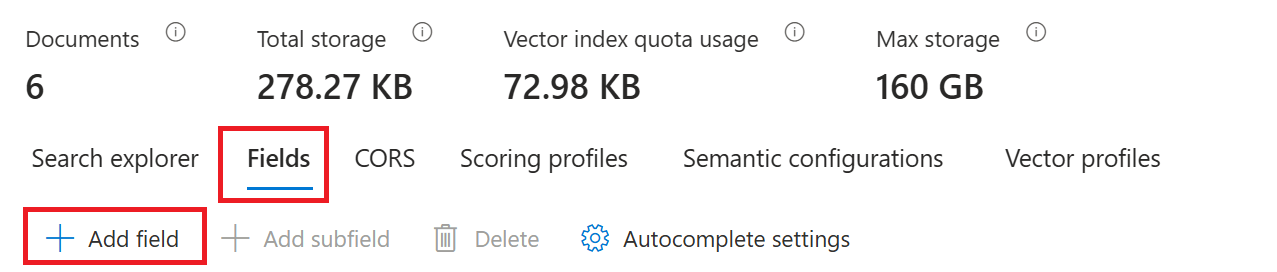 Documents Total storage Vector index quota usage Max storage
6 278.27 KB 72.98 KB 160 GB
Search explorer Fields CORS Scoring profiles Semantic configurations Vector profiles
Add field Add subfield Delete Autocomplete settings